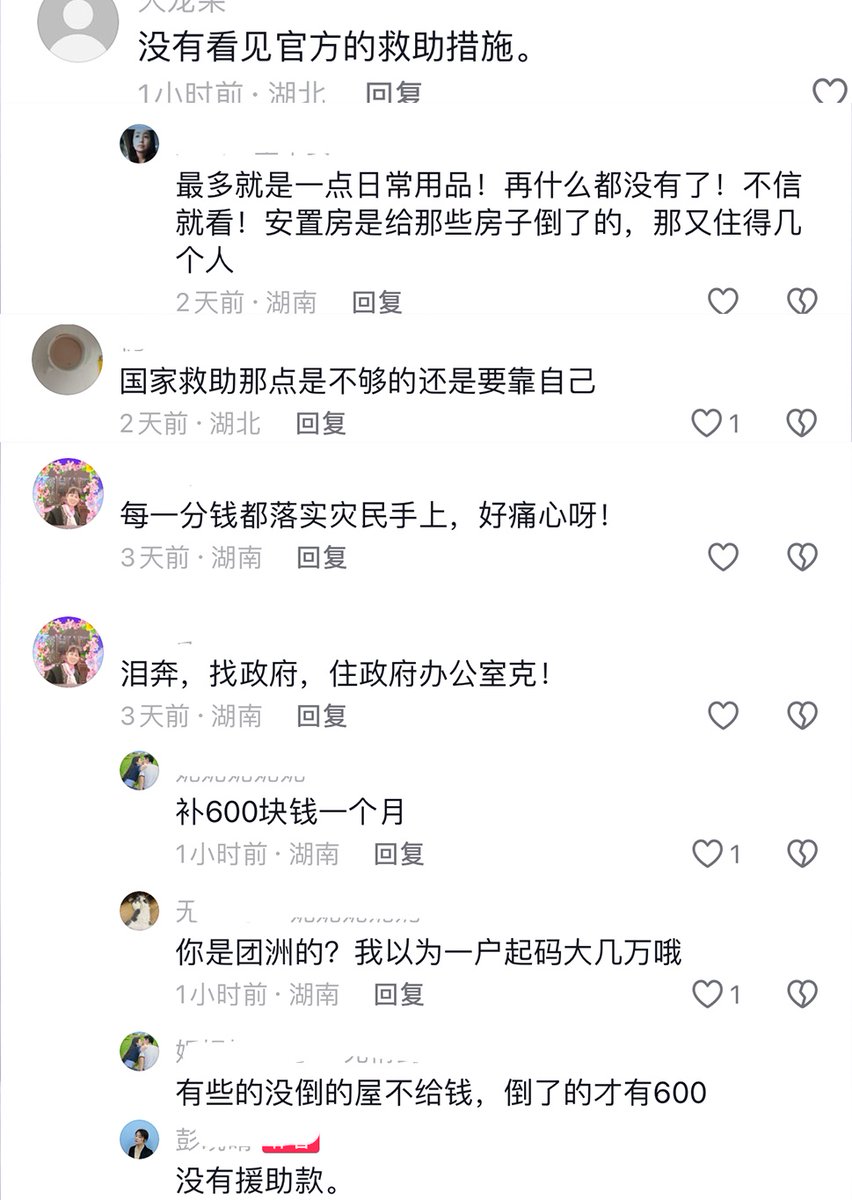 没有看见官方的救助措施。
1小时前·湖北 回复
最多就是一点日常用品！再什么都没有了！不信
就看！安置房是给那些房子倒了的，那又住得几
个人
2天前·湖南 回复
国家救助那点是不够的还是要靠自己
2天前·湖北 回复 1
每一分钱都落实灾民手上，好痛心呀！
3天前·湖南 回复
泪奔，找政府，住政府办公室克！
3天前·湖南 回复
补600块钱一个月
1小时前·湖南 回复 1
无
你是团洲的？我以为一户起码大几万哦
1小时前·湖南 回复 1
有些的没倒的屋不给钱，倒了的才有600
彭
没有援助款。